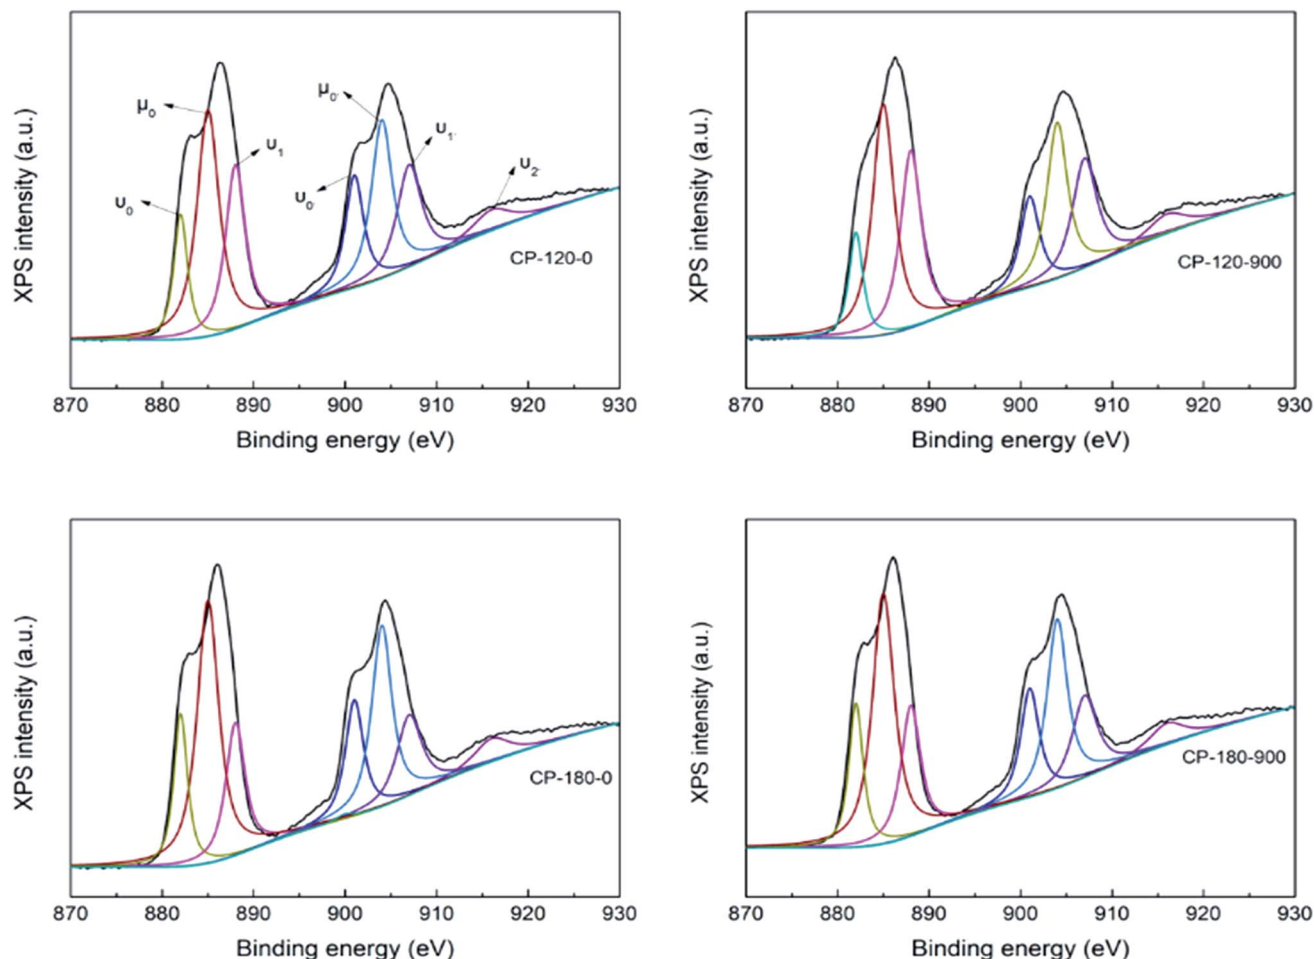 XPS intensity (a.u.)
μ0
υ0
υ1
μ0'
υ0'
υ1'
υ2'
CP-120-0
870 880 890 900 910 920 930
Binding energy (eV)
XPS intensity (a.u.)
CP-120-900
870 880 890 900 910 920 930
Binding energy (eV)
XPS intensity (a.u.)
CP-180-0
870 880 890 900 910 920 930
Binding energy (eV)
XPS intensity (a.u.)
CP-180-900
870 880 890 900 910 920 930
Binding energy (eV)